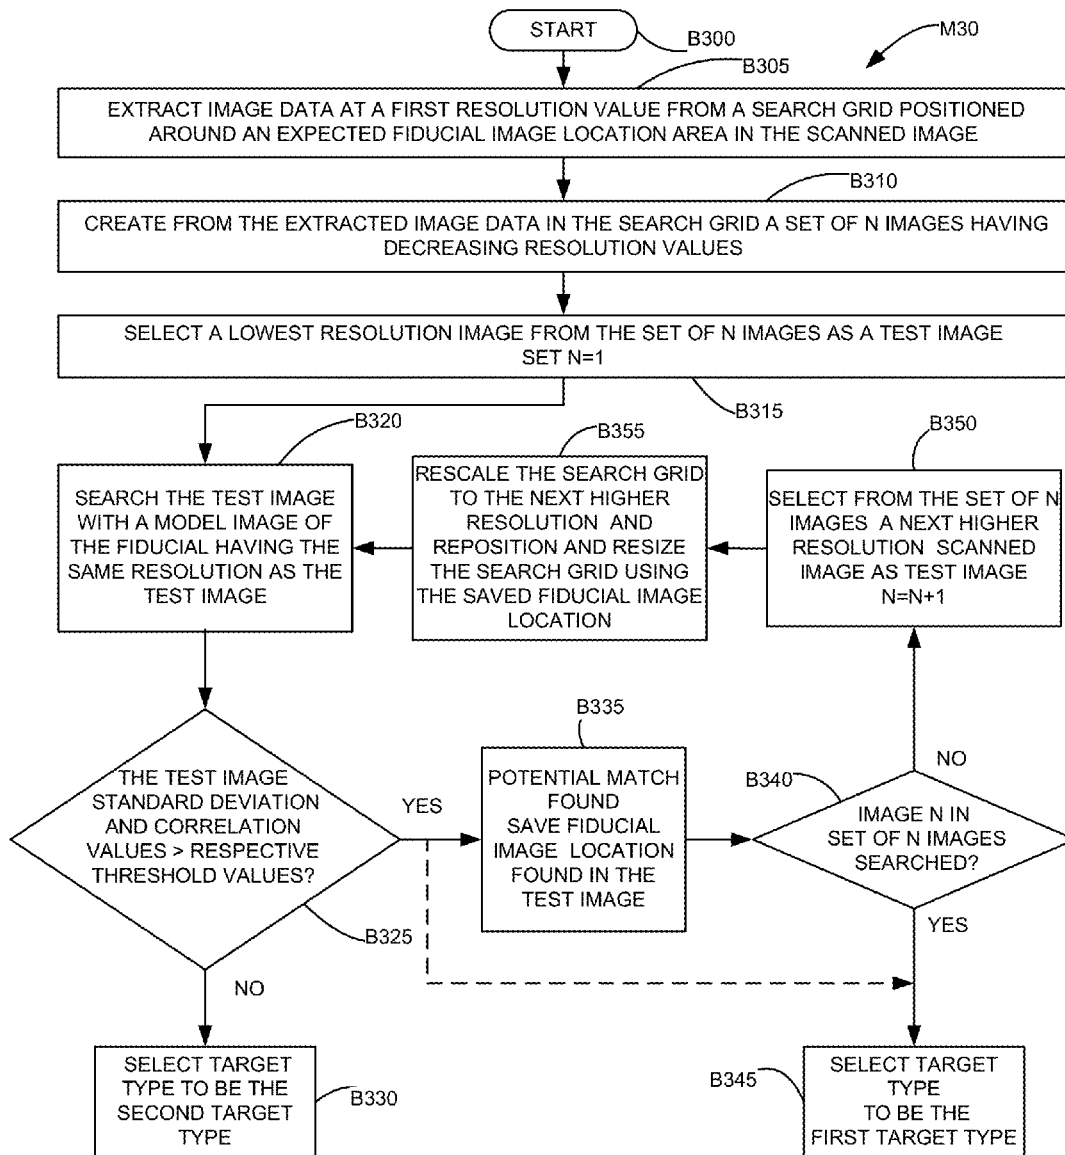 START
B300
M30
B305
EXTRACT IMAGE DATA AT A FIRST RESOLUTION VALUE FROM A SEARCH GRID POSITIONED
AROUND AN EXPECTED FIDUCIAL IMAGE LOCATION AREA IN THE SCANNED IMAGE
B310
CREATE FROM THE EXTRACTED IMAGE DATA IN THE SEARCH GRID A SET OF N IMAGES HAVING
DECREASING RESOLUTION VALUES
SELECT A LOWEST RESOLUTION IMAGE FROM THE SET OF N IMAGES AS A TEST IMAGE
SET N=1
B315
B320
SEARCH THE TEST IMAGE
WITH A MODEL IMAGE OF
THE FIDUCIAL HAVING THE
SAME RESOLUTION AS THE
TEST IMAGE
B355
RESCALE THE SEARCH GRID
TO THE NEXT HIGHER
RESOLUTION AND
REPOSITION AND RESIZE
THE SEARCH GRID USING
THE SAVED FIDUCIAL IMAGE
LOCATION
B350
SELECT FROM THE SET OF N
IMAGES A NEXT HIGHER
RESOLUTION SCANNED
IMAGE AS TEST IMAGE
N=N+1
THE TEST IMAGE
STANDARD DEVIATION
AND CORRELATION
VALUES > RESPECTIVE
THRESHOLD VALUES?
B325
YES
NO
B335
POTENTIAL MATCH
FOUND
SAVE FIDUCIAL
IMAGE LOCATION
FOUND IN THE
TEST IMAGE
B340
NO
IMAGE N IN
SET OF N IMAGES
SEARCHED?
YES
SELECT TARGET
TYPE TO BE THE
SECOND TARGET
TYPE
B330
B345
SELECT TARGET
TYPE
TO BE THE
FIRST TARGET TYPE